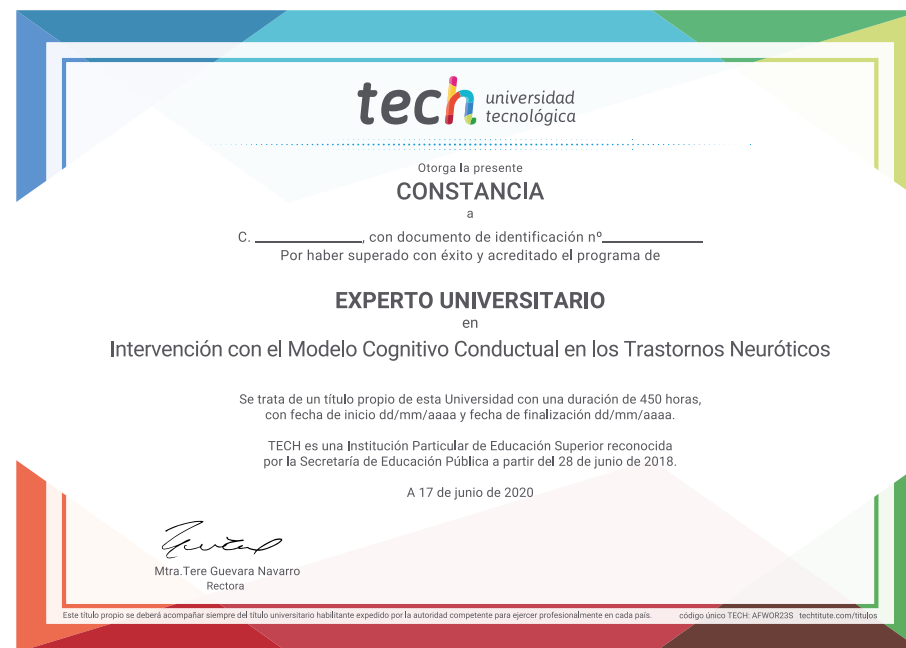 tech universidad
tecnológica
Otorga la presente
CONSTANCIA
a
C. ____________, con documento de identificación nº____________
Por haber superado con éxito y acreditado el programa de
EXPERTO UNIVERSITARIO
en
Intervención con el Modelo Cognitivo Conductual en los Trastornos Neuróticos
Se trata de un título propio de esta Universidad con una duración de 450 horas,
con fecha de inicio dd/mm/aaaa y fecha de finalización dd/mm/aaaa.
TECH es una Institución Particular de Educación Superior reconocida
por la Secretaría de Educación Pública a partir del 28 de junio de 2018.
A 17 de junio de 2020
Mtra.Tere Guevara Navarro
Rectora
Este título propio se deberá acompañar siempre del título universitario habilitante expedido por la autoridad competente para ejercer profesionalmente en cada país. código único TECH: AFWOR23S techtitute.com/titulos